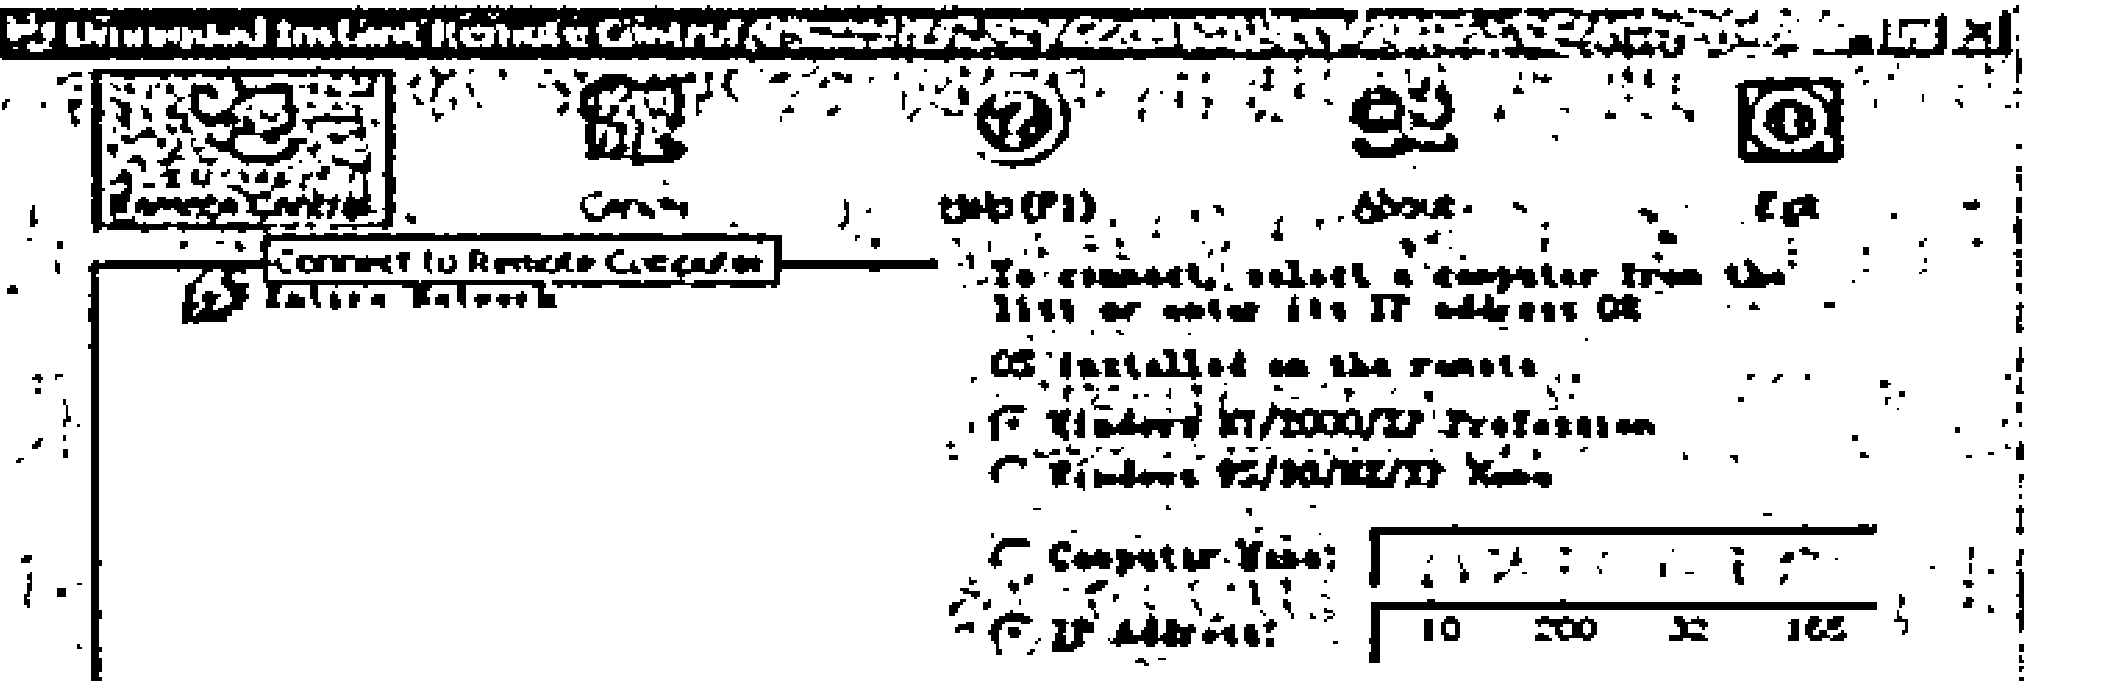 Instant Remote Control
Remote Control
Help (F1)
About
Exit
Connect to Remote Computer
Entire Network
To connect, select a computer from the
list or enter its IP address OR
OS installed on the remote
Windows NT/2000/XP Profession
Windows 95/98/ME/XP Home
Computer Name:
IP Address:
10 200 32